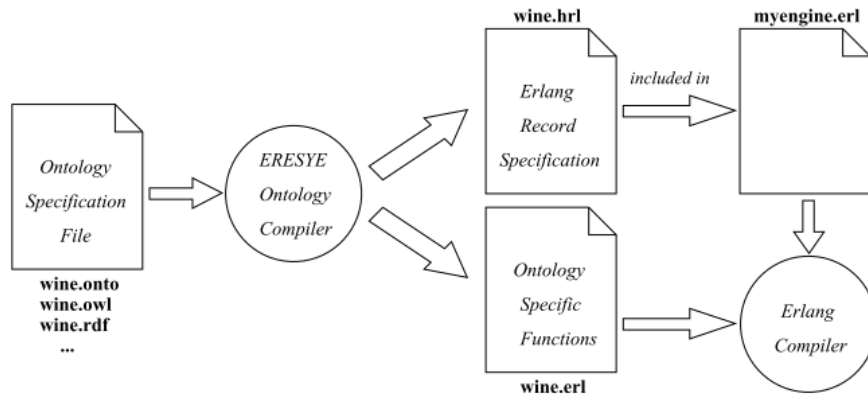 wine.hrl
myengine.erl
Erlang
Record
Specification
included in
Ontology
Specification
File
ERESYE
Ontology
Compiler
wine.onto
wine.owl
wine.rdf
...
Ontology
Specific
Functions
wine.erl
Erlang
Compiler